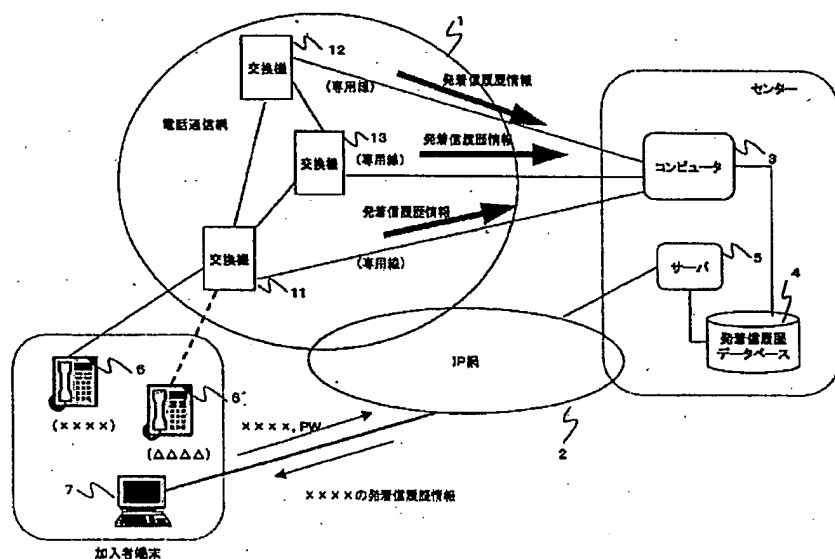 1
12
交換機
発着信履歴情報
(専用線)
センター
電話通信網
13
発着信履歴情報
交換機
(専用線)
コンピュータ
3
発着信履歴情報
交換機
(専用線)
11
サーバ
5
4
発着信履歴
データベース
IP網
6
6'
(××××)
××××, PW
(△△△△)
2
7
××××の発着信履歴情報
加入者端末